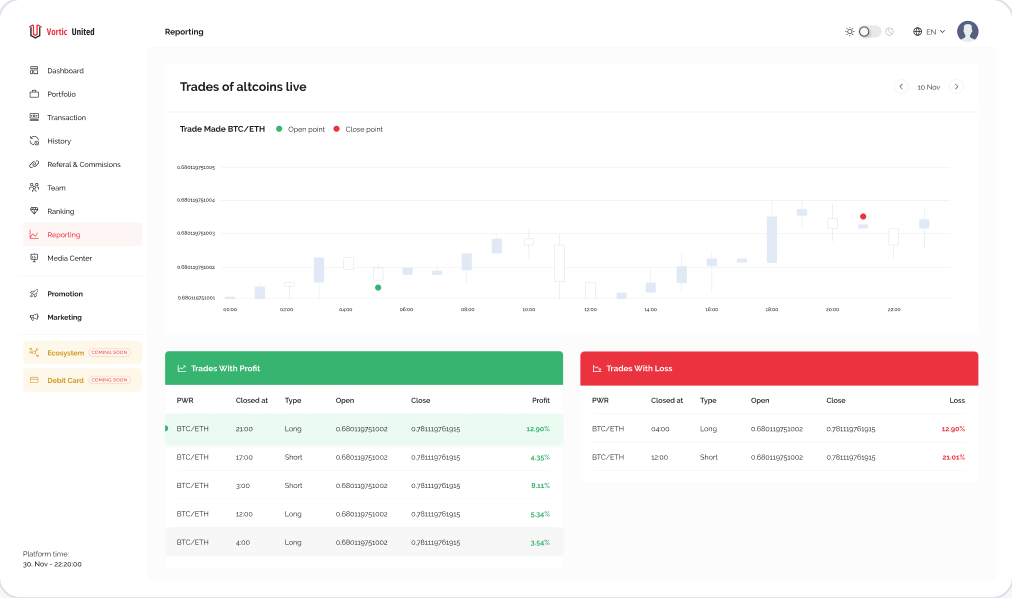 Vortic United
Reporting
EN
Dashboard
Portfolio
Transaction
History
Referal & Commisions
Team
Ranking
Reporting
Media Center
Promotion
Marketing
Ecosystem COMING SOON
Debit Card COMING SOON
Platform time:
30. Nov - 22:20:00
Trades of altcoins live
10 Nov
Trade Made BTC/ETH Open point Close point
0.680119751005
0.680119751004
0.680119751003
0.680119751002
0.680119751001
00:00 02:00 04:00 06:00 08:00 10:00 12:00 14:00 16:00 18:00 20:00 22:00
Trades With Profit
PWR Closed at Type Open Close Profit
BTC/ETH 21:00 Long 0.680119751002 0.781119761915 12.90%
BTC/ETH 17:00 Short 0.680119751002 0.781119761915 4.35%
BTC/ETH 3:00 Short 0.680119751002 0.781119761915 8.11%
BTC/ETH 12:00 Long 0.680119751002 0.781119761915 5.34%
BTC/ETH 4:00 Long 0.680119751002 0.781119761915 3.54%
Trades With Loss
PWR Closed at Type Open Close Loss
BTC/ETH 04:00 Long 0.680119751002 0.781119761915 12.90%
BTC/ETH 12:00 Short 0.680119751002 0.781119761915 21.01%